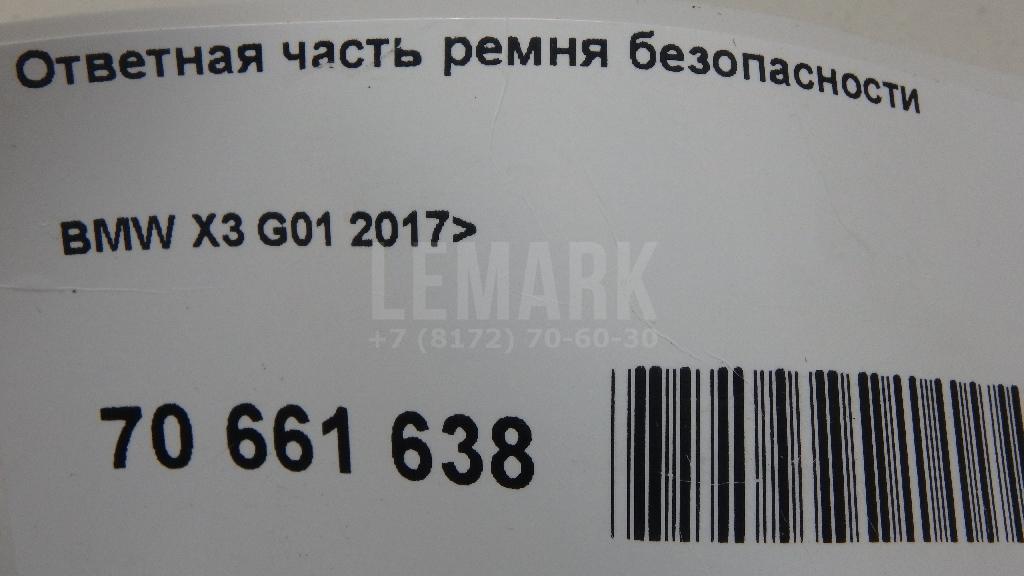 Ответная часть ремня безопасности
BMW X3 G01 2017>
LEMARK
+7 (8172) 70-60-30
70 661 638